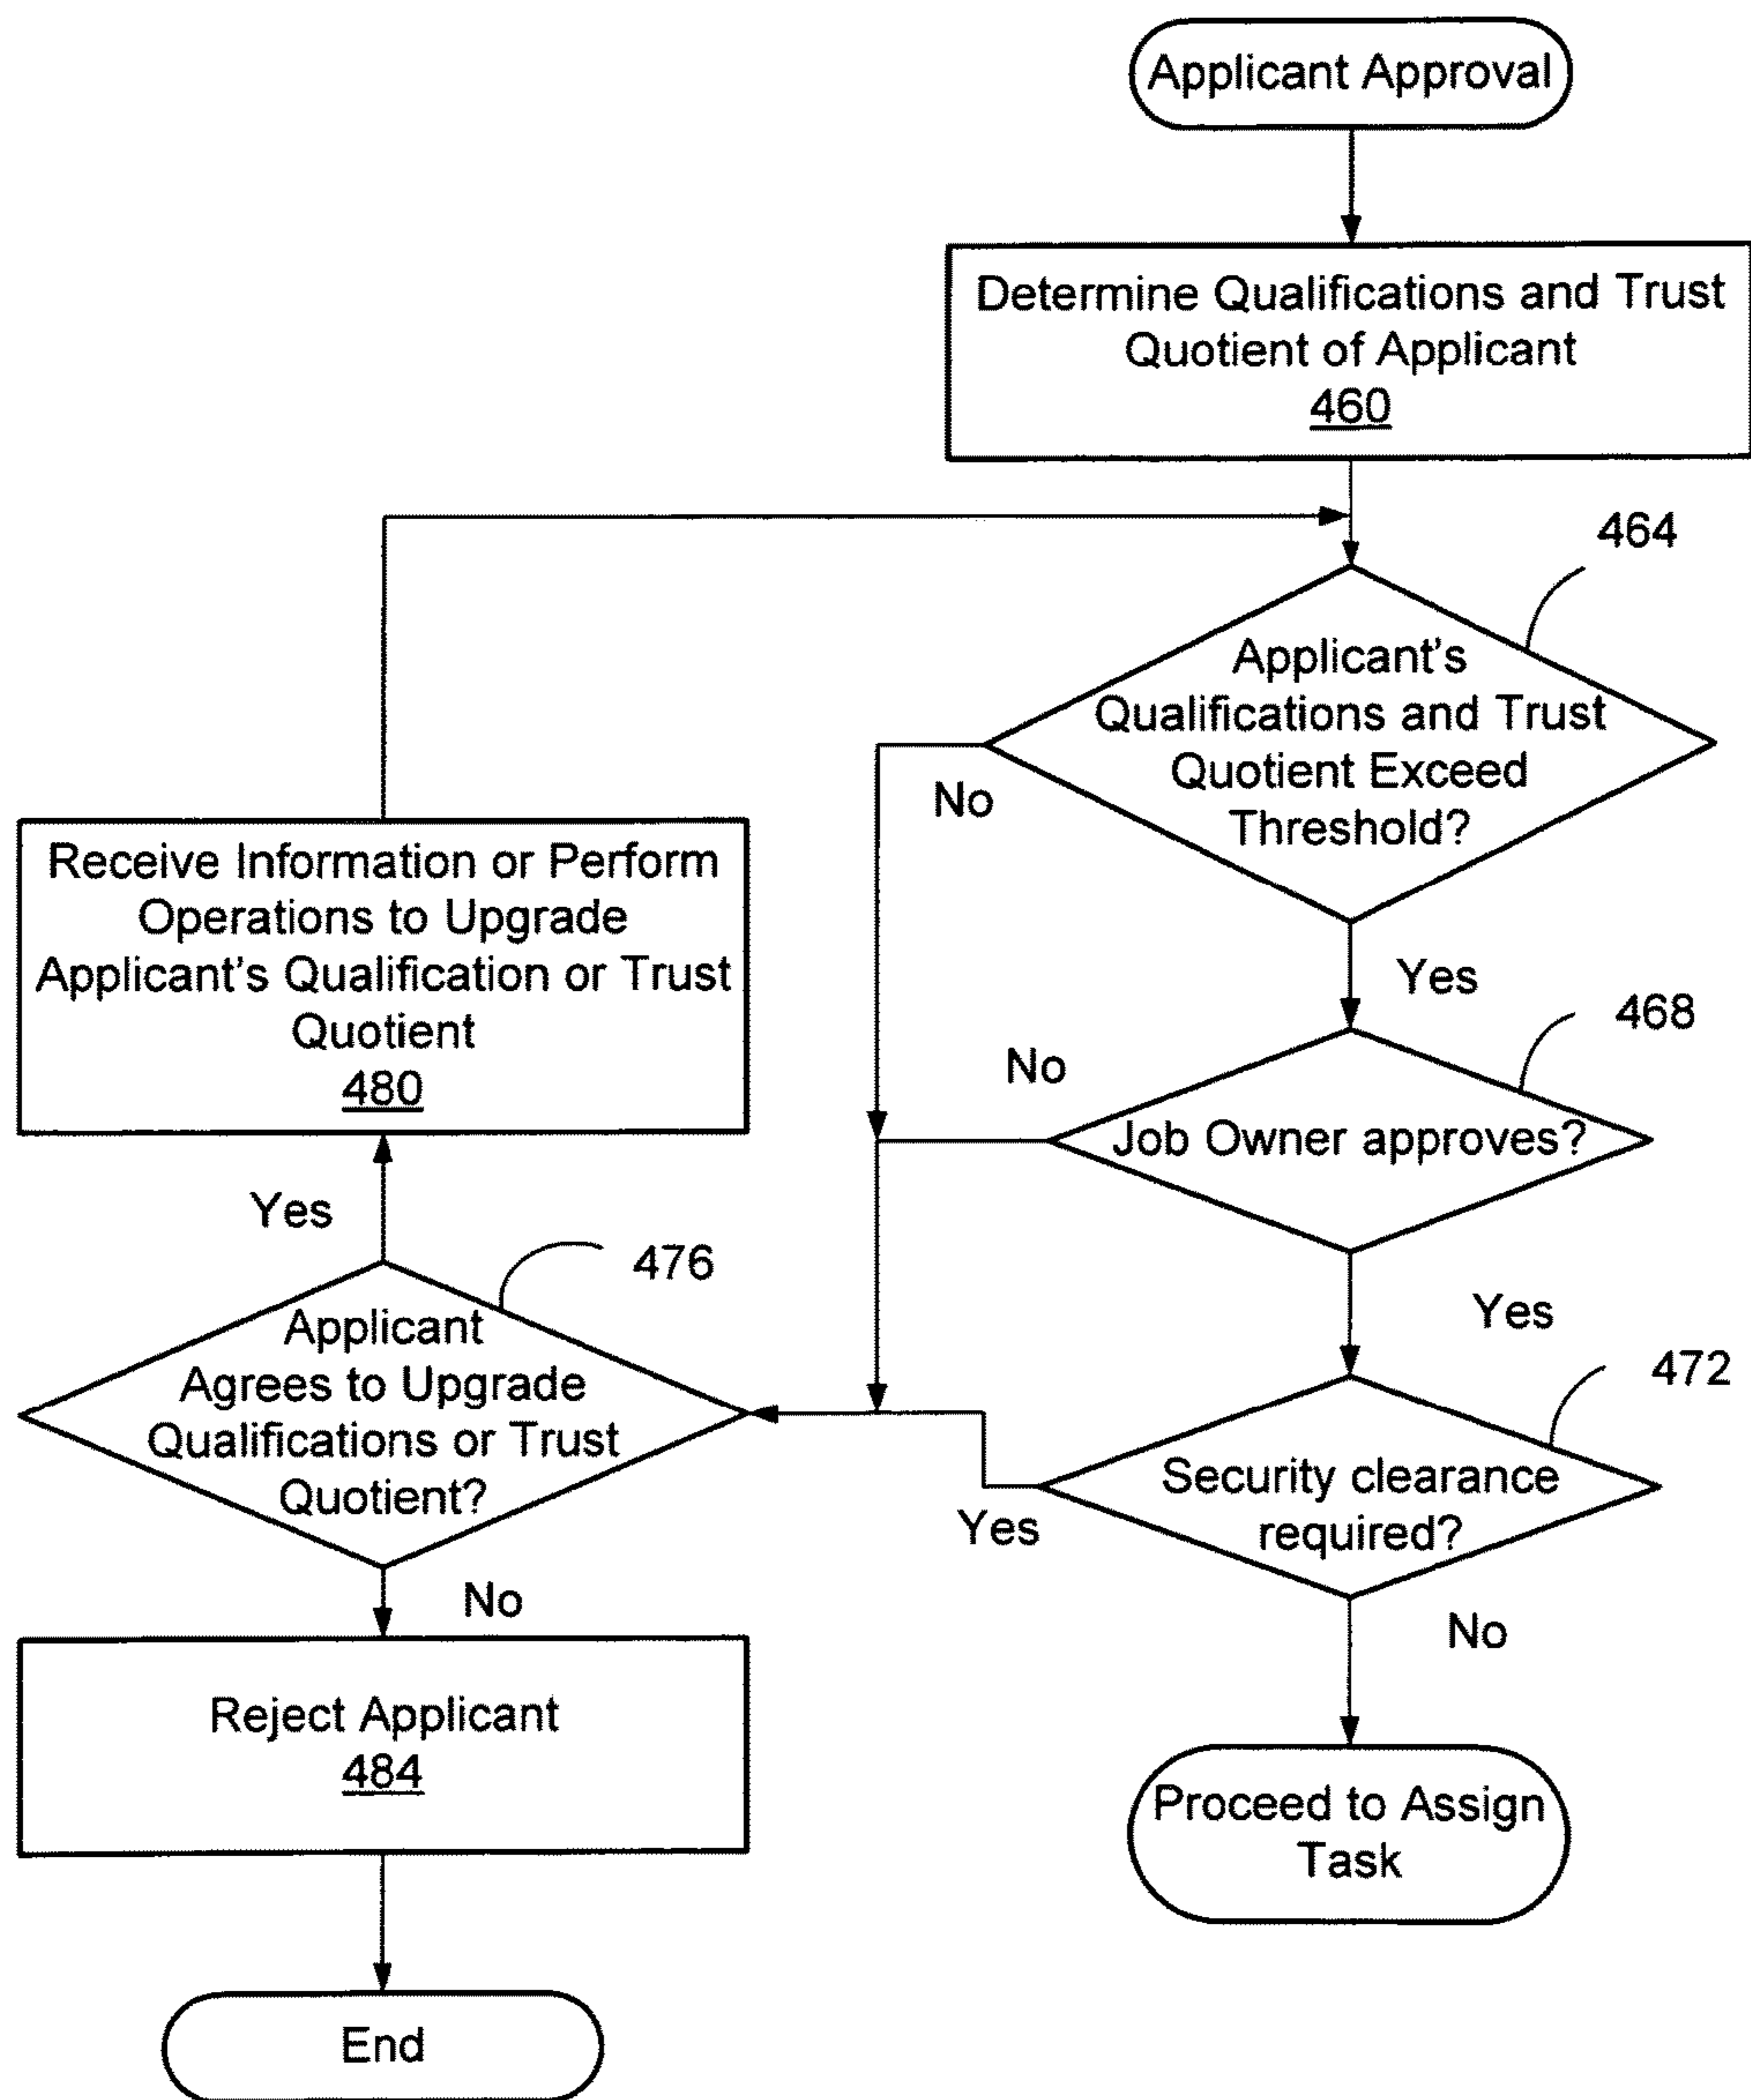 Applicant Approval
Determine Qualifications and Trust
Quotient of Applicant
460
464
Applicant's
Qualifications and Trust
Quotient Exceed
Threshold?
No
Yes
Receive Information or Perform
Operations to Upgrade
Applicant's Qualification or Trust
Quotient
480
468
No
Job Owner approves?
Yes
Yes
476
Applicant
Agrees to Upgrade
Qualifications or Trust
Quotient?
472
Security clearance
required?
Yes
No
No
Reject Applicant
484
Proceed to Assign
Task
End